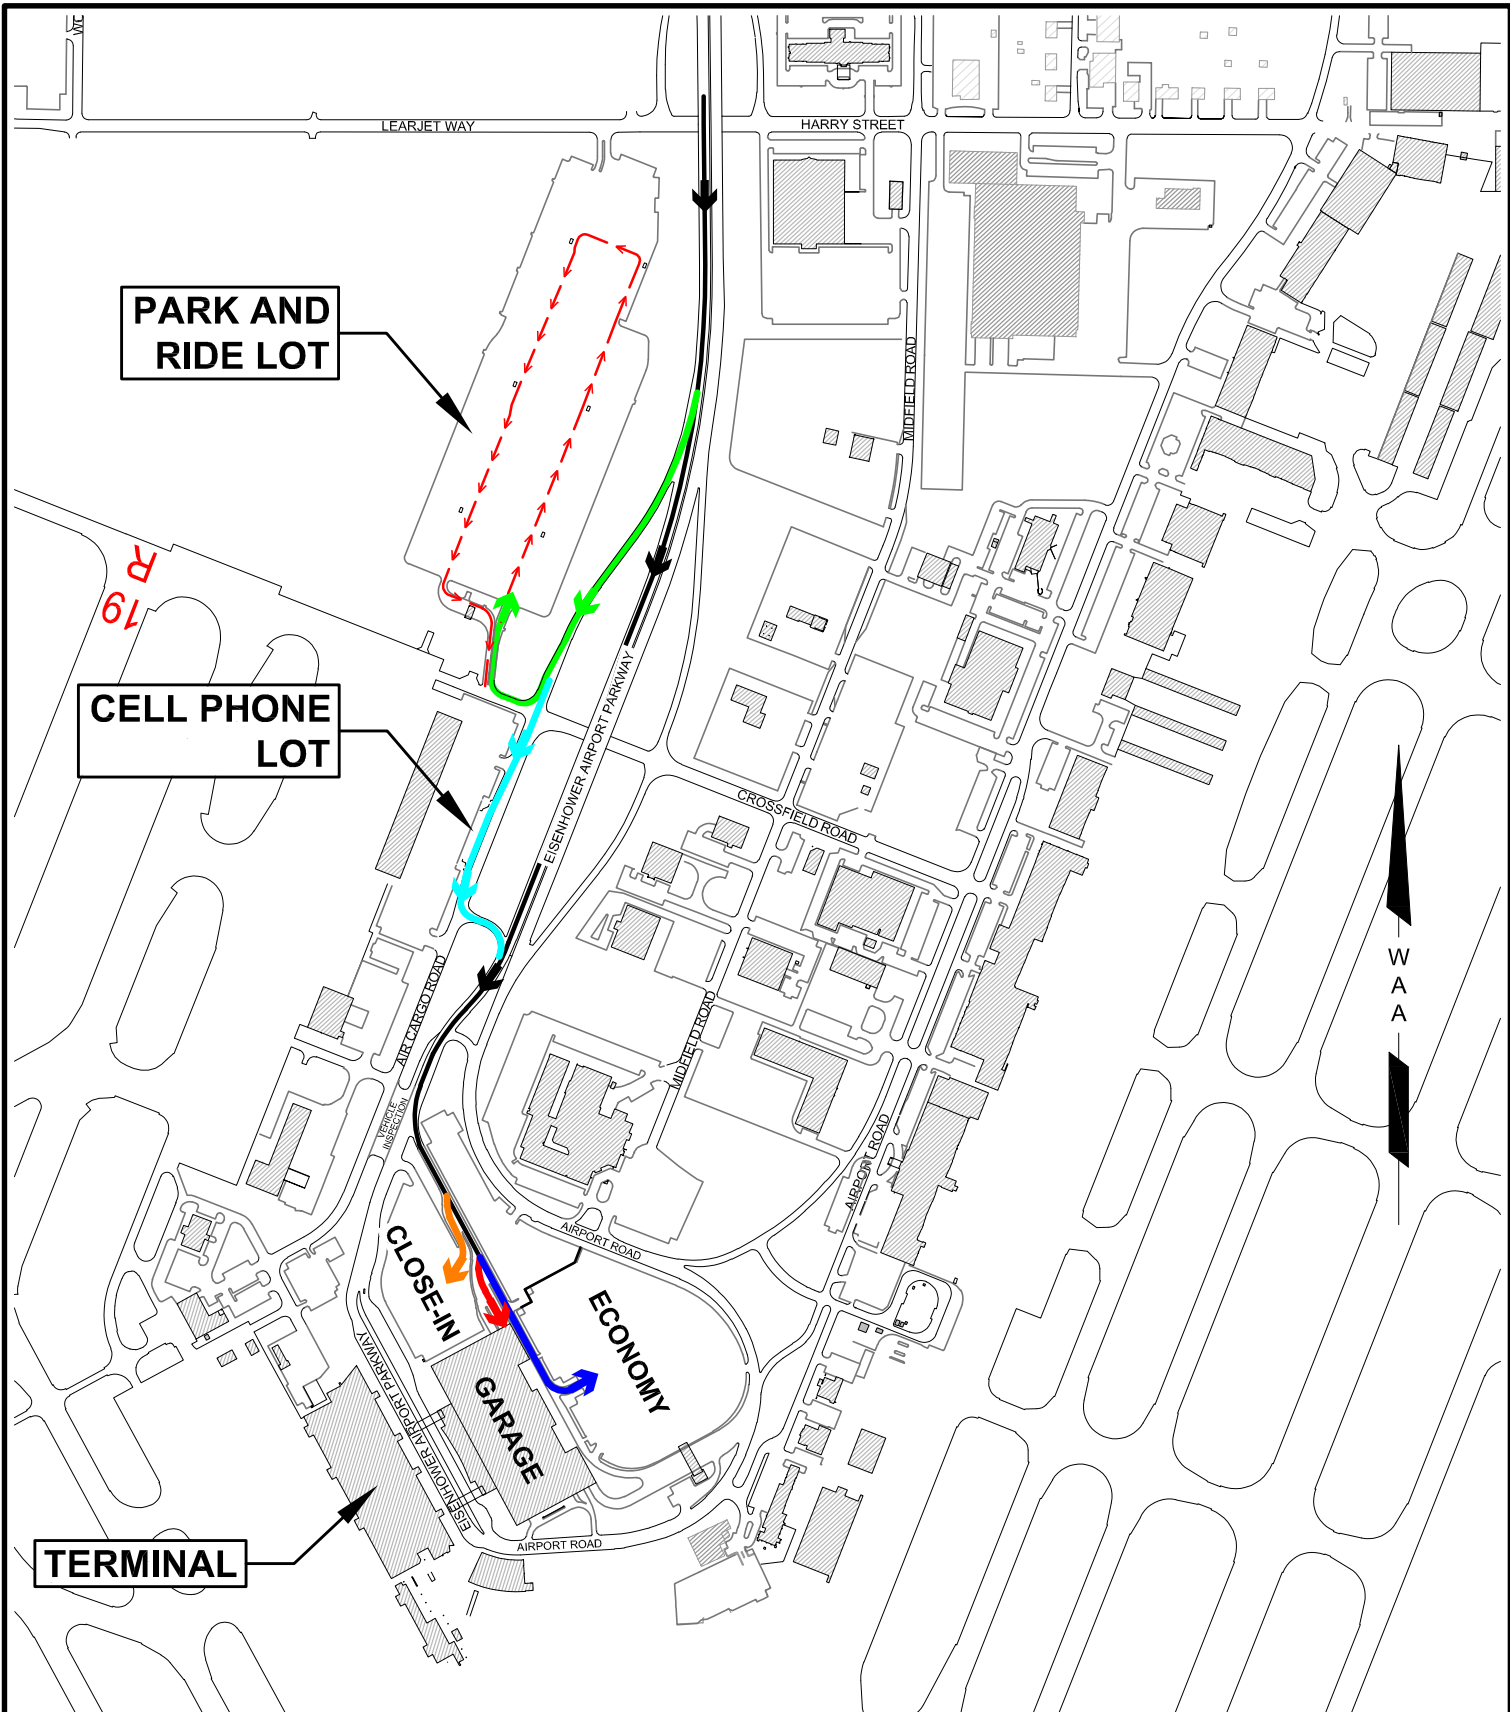 WO
LEARJET WAY
HARRY STREET
PARK AND
RIDE LOT
MIDFIELD ROAD
19 R
CELL PHONE
LOT
EISENHOWER AIRPORT PARKWAY
CROSSFIELD ROAD
W
A
A
AIR CARGO ROAD
MIDFIELD ROAD
VEHICLE
INSPECTION
AIRPORT ROAD
AIRPORT ROAD
CLOSE-IN
ECONOMY
GARAGE
EISENHOWER AIRPORT PARKWAY
TERMINAL
AIRPORT ROAD